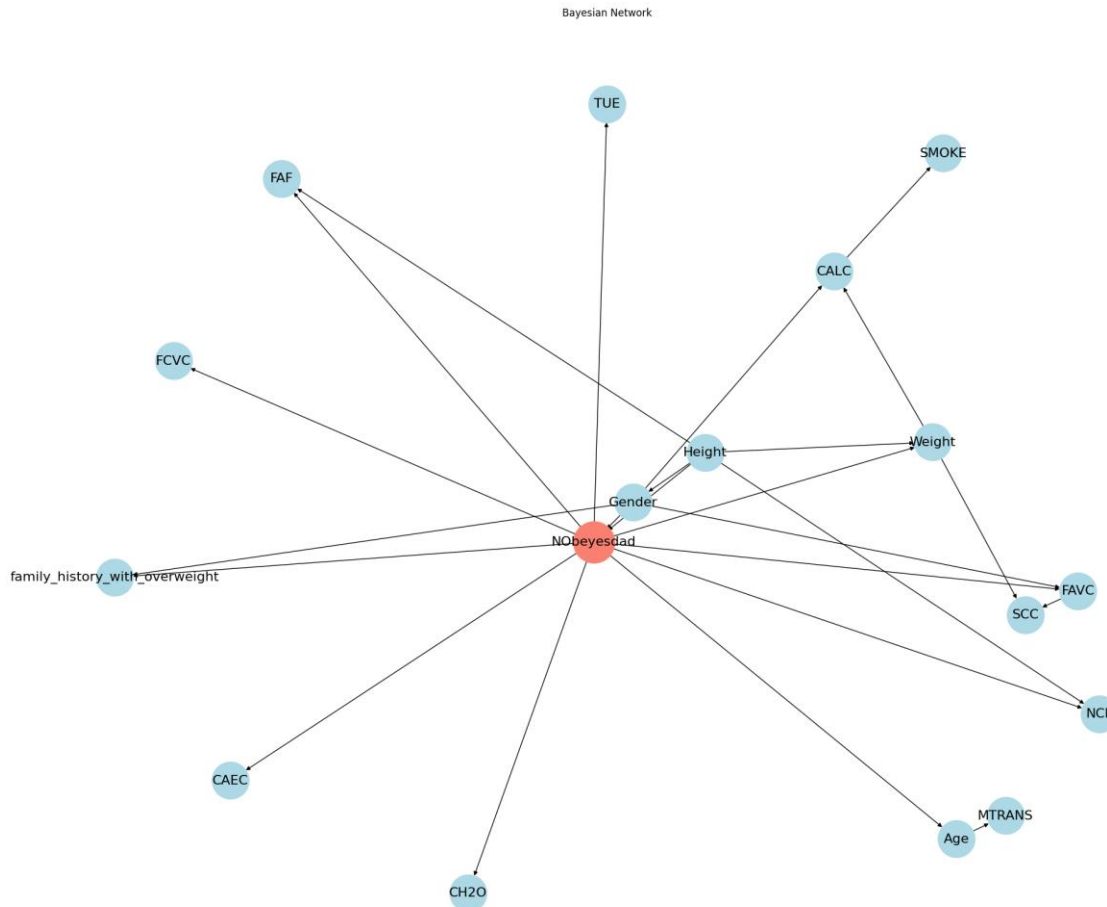 Bayesian Network
TUE
SMOKE
FAF
CALC
FCVC
Weight
Height
Gender
NObeyesdad
family_history_with_overweight
FAVC
SCC
CAEC
MTRANS
Age
CH2O